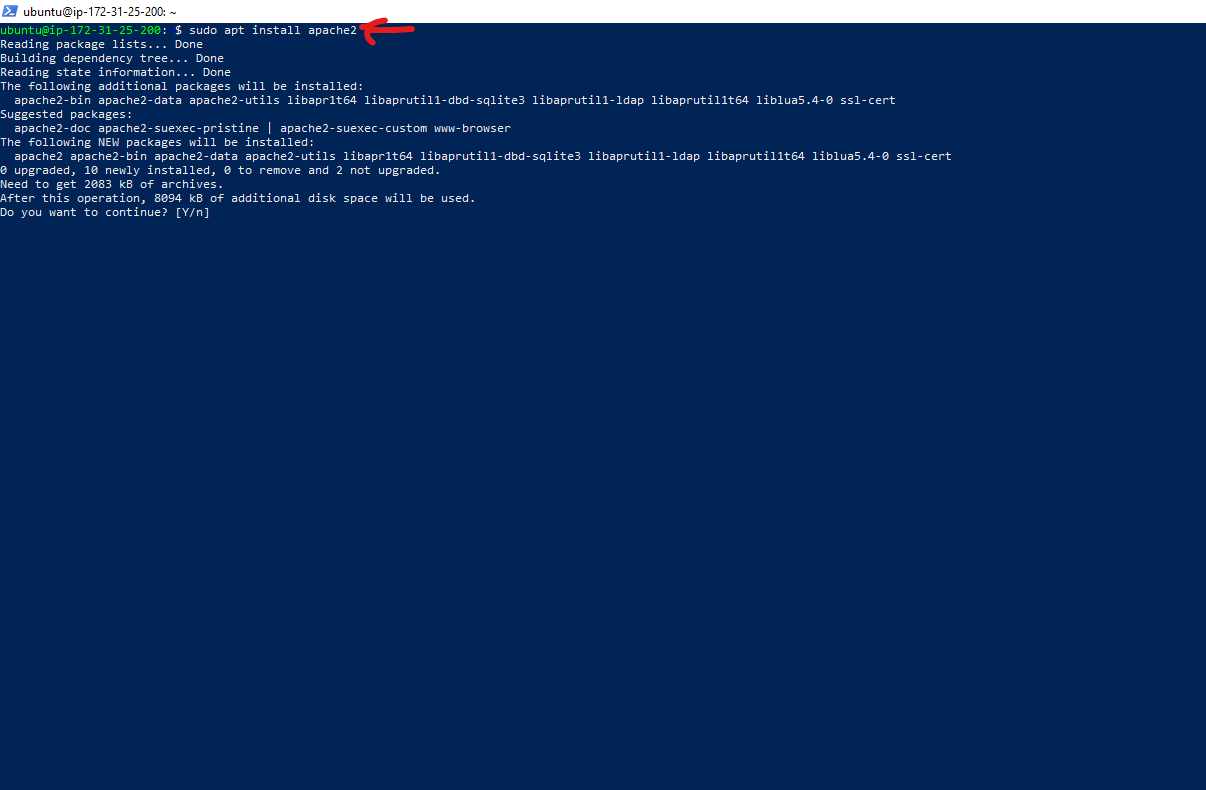 ubuntu@ip-172-31-25-200: ~
ubuntu@ip-172-31-25-200: $ sudo apt install apache2
Reading package lists... Done
Building dependency tree... Done
Reading state information... Done
The following additional packages will be installed:
  apache2-bin apache2-data apache2-utils libapr1t64 libaprutil1-dbd-sqlite3 libaprutil1-ldap libaprutil1t64 liblua5.4-0 ssl-cert
Suggested packages:
  apache2-doc apache2-suexec-pristine | apache2-suexec-custom www-browser
The following NEW packages will be installed:
  apache2 apache2-bin apache2-data apache2-utils libapr1t64 libaprutil1-dbd-sqlite3 libaprutil1-ldap libaprutil1t64 liblua5.4-0 ssl-cert
0 upgraded, 10 newly installed, 0 to remove and 2 not upgraded.
Need to get 2083 kB of archives.
After this operation, 8094 kB of additional disk space will be used.
Do you want to continue? [Y/n]